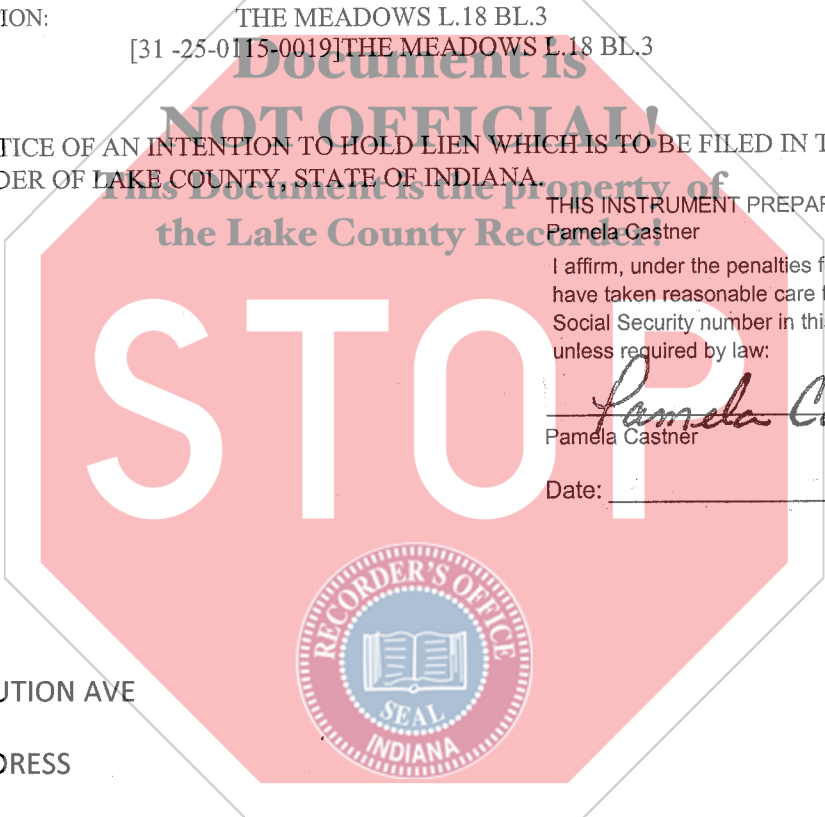 ION: THE MEADOWS L.18 BL.3
[31 -25-0115-0019]THE MEADOWS L.18 BL.3
Document is
NOT OFFICIAL!
TICE OF AN INTENTION TO HOLD LIEN WHICH IS TO BE FILED IN T
DER OF LAKE COUNTY, STATE OF INDIANA.
This Document is the property of
the Lake County Recorder!
THIS INSTRUMENT PREPAR
Pamela Castner
I affirm, under the penalties f
have taken reasonable care t
Social Security number in this
unless required by law:
STOP
Pamela Ca
Pamela Castner
Date:
RECORDER'S OFFICE
SEAL
INDIANA
UTION AVE
DRESS